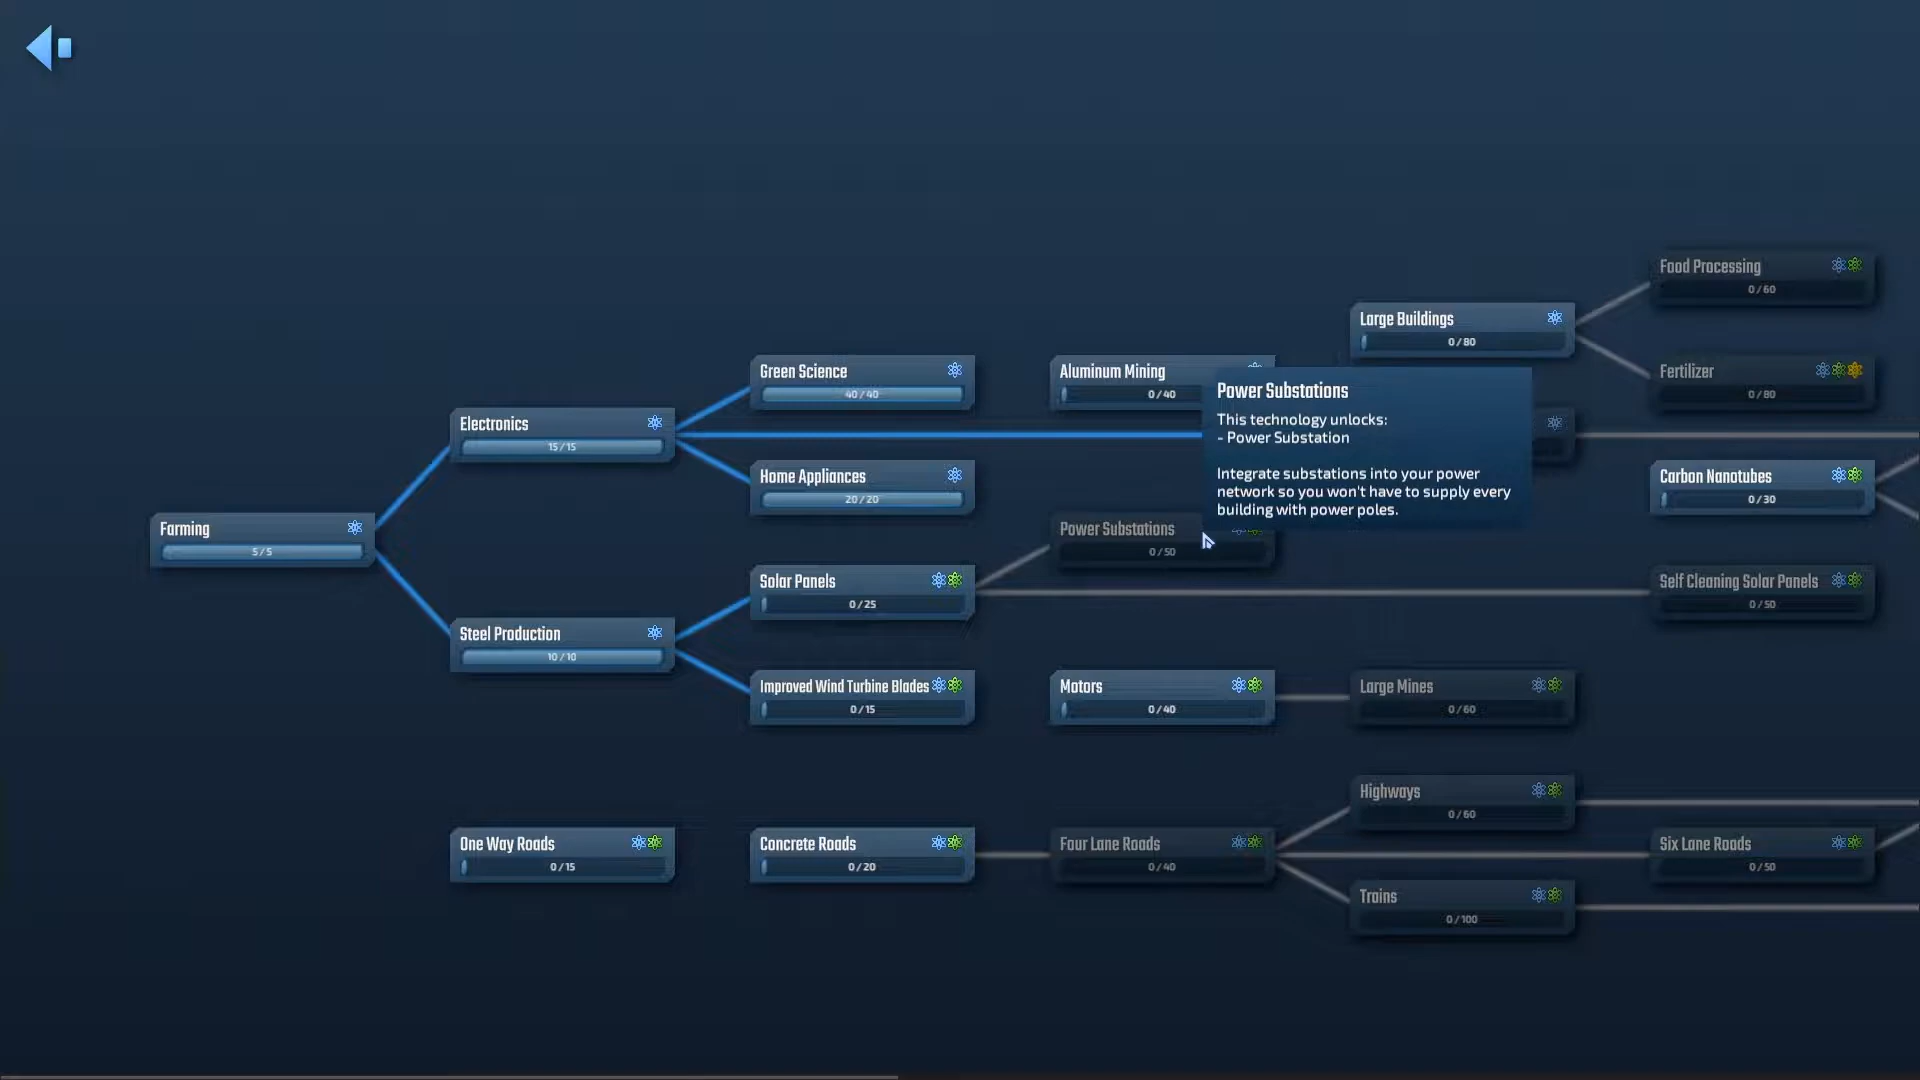 Food Processing
0/60
Large Buildings
0/80
Green Science
40/40
Aluminum Mining
0/40
Fertilizer
0/80
Power Substations
This technology unlocks:
- Power Substation
Integrate substations into your power
network so you won't have to supply every
building with power poles.
Electronics
15/15
Home Appliances
20/20
Carbon Nanotubes
0/30
Farming
5/5
Power Substations
0/50
Solar Panels
0/25
Self Cleaning Solar Panels
0/50
Steel Production
10/10
Improved Wind Turbine Blades
0/15
Motors
0/40
Large Mines
0/60
Highways
0/60
One Way Roads
0/15
Concrete Roads
0/20
Four Lane Roads
0/40
Six Lane Roads
0/50
Trains
0/100